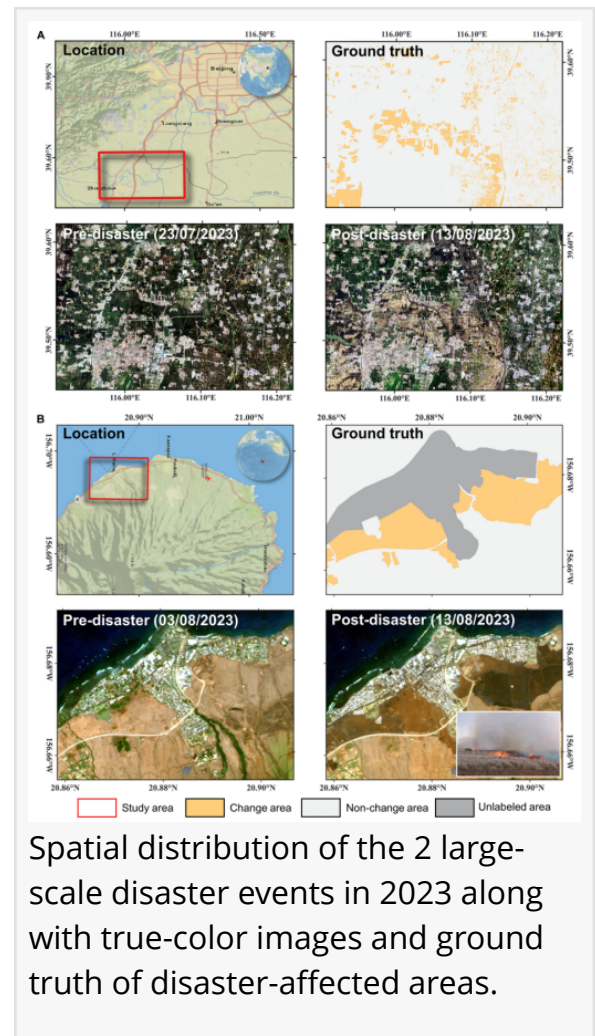 A
116.00°E 116.50°E 116.00°E 116.10°E 116.20°E
Location Ground truth
Beijing
39.90°N 39.60°N
Liangxiang
39.60°N 39.50°N
Zhuozhou
Pre-disaster (23/07/2023) Post-disaster (13/08/2023)
39.60°N 39.60°N
39.50°N 39.50°N
116.00°E 116.10°E 116.20°E 116.00°E 116.10°E 116.20°E
B
20.90°N 21.00°N 20.86°N 20.88°N 20.90°N
Location Ground truth
156.70°W 156.68°W
156.60°W 156.66°W
Pre-disaster (03/08/2023) Post-disaster (13/08/2023)
156.68°W 156.68°W
156.66°W 156.66°W
20.86°N 20.88°N 20.90°N 20.86°N 20.88°N 20.90°N
Study area Change area Non-change area Unlabeled area
Spatial distribution of the 2 large-
scale disaster events in 2023 along
with true-color images and ground
truth of disaster-affected areas.